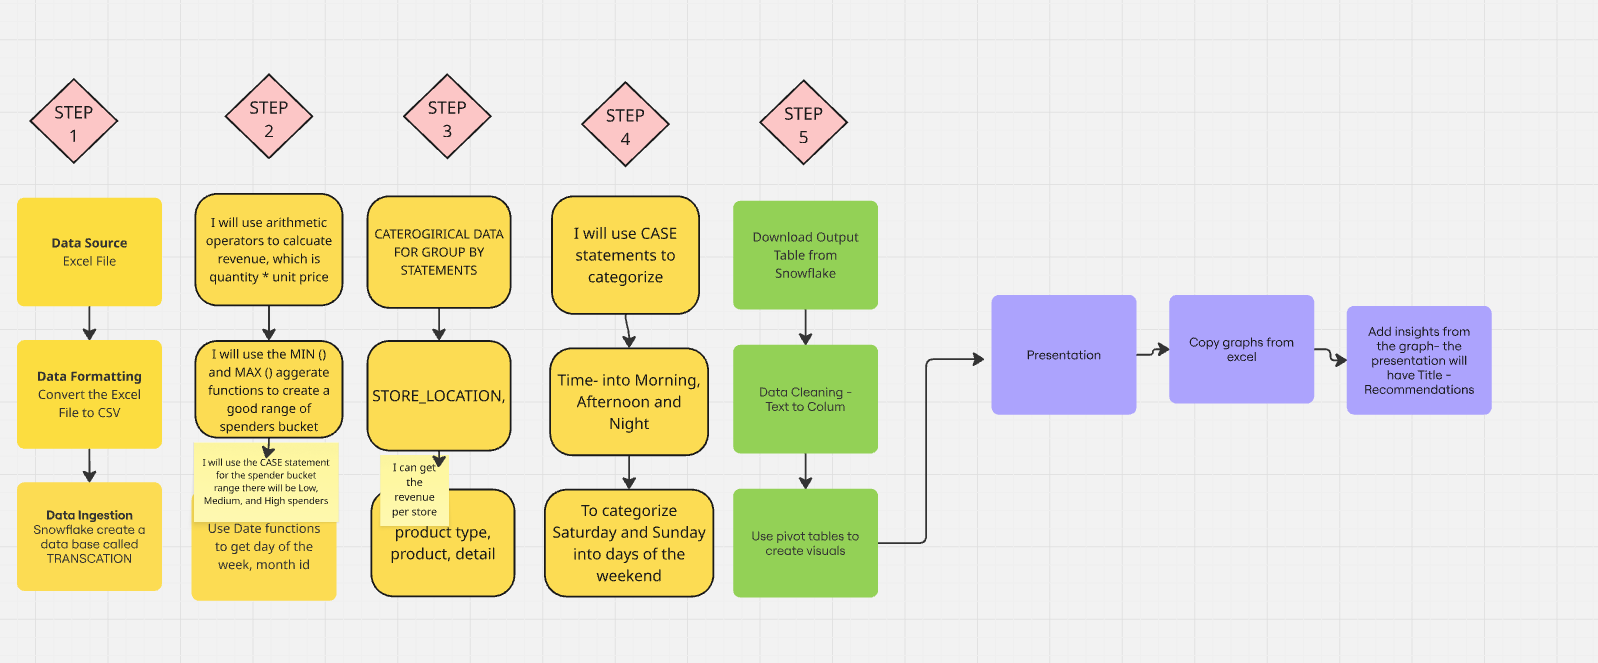 STEP
1
STEP
2
STEP
3
STEP
4
STEP
5
Data Source
Excel File
Data Formatting
Convert the Excel
File to CSV
Data Ingestion
Snowflake create a
data base called
TRANSCATION
I will use arithmetic
operators to calcuate
revenue, which is
quantity * unit price
I will use the MIN ()
and MAX () aggerate
functions to create a
good range of
spenders bucket
I will use the CASE statement
for the spender bucket
range there will be Low,
Medium, and High spenders
Use Date functions
to get day of the
week, month id
CATEROGIRICAL DATA
FOR GROUP BY
STATEMENTS
STORE_LOCATION,
I can get
the
revenue
per store
product type,
product, detail
I will use CASE
statements to
categorize
Time- into Morning,
Afternoon and
Night
To categorize
Saturday and Sunday
into days of the
weekend
Download Output
Table from
Snowflake
Data Cleaning -
Text to Colum
Use pivot tables to
create visuals
Presentation
Copy graphs from
excel
Add insights from
the graph- the
presentation will
have Title -
Recommendations